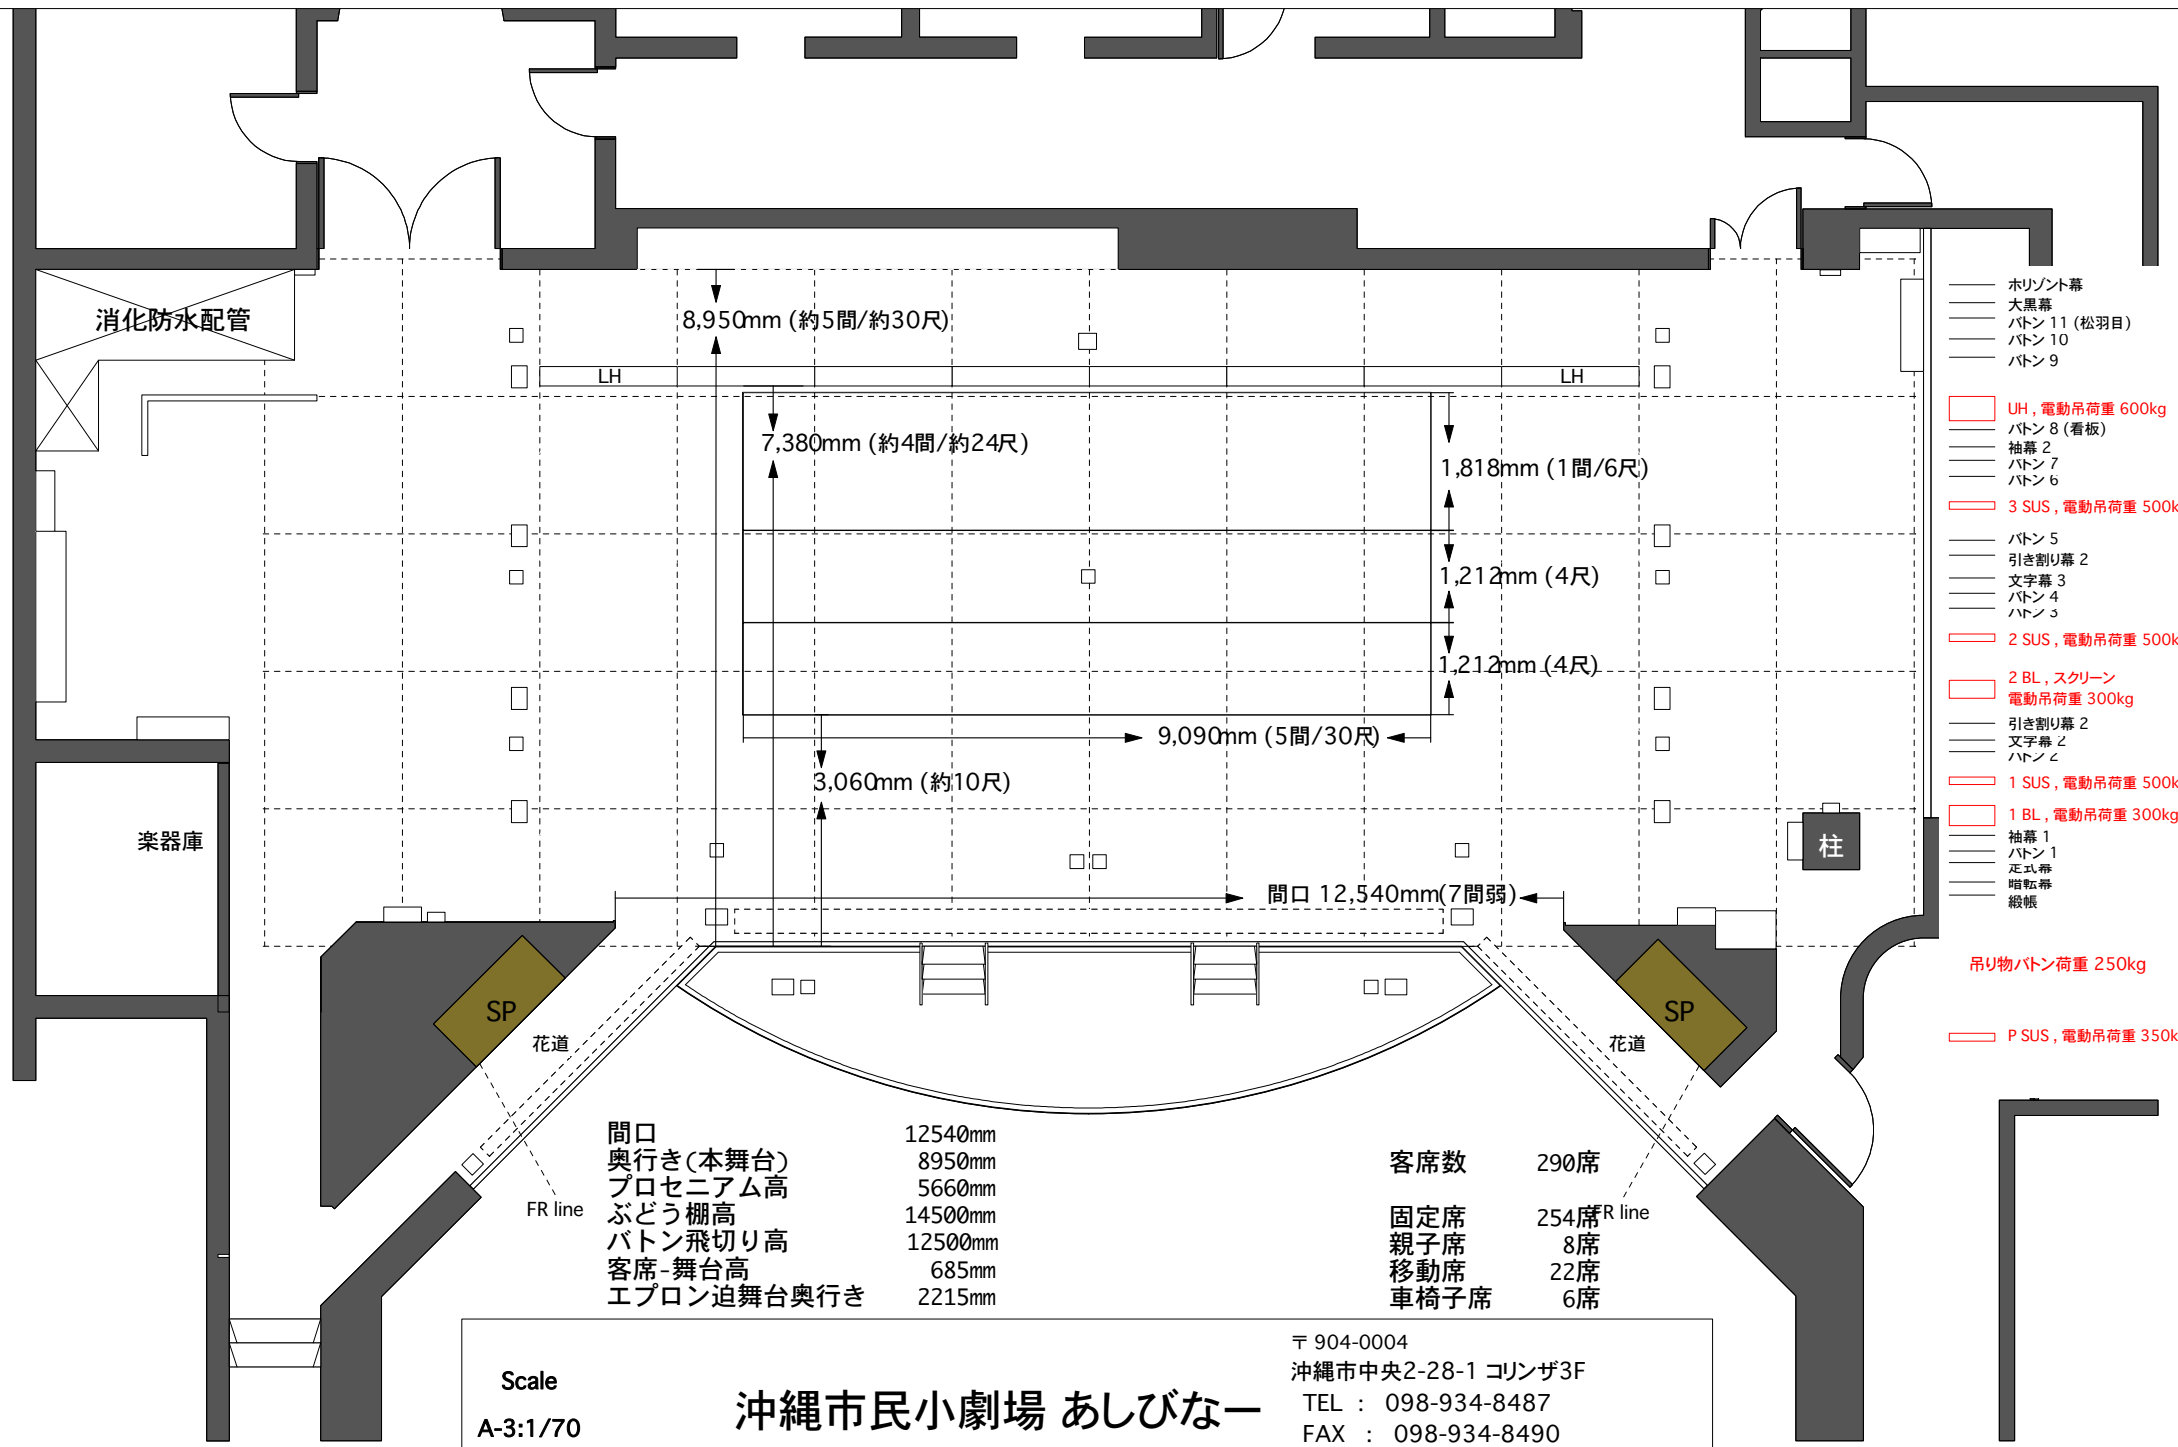 消化防水配管
8,950mm (約5間/約30尺)
LH
LH
7,380mm (約4間/約24尺)
1,818mm (1間/6尺)
1,212mm (4尺)
1,212mm (4尺)
9,090mm (5間/30尺)
3,060mm (約10尺)
楽器庫
柱
間口 12,540mm(7間弱)
SP
SP
花道
花道
FR line
FR line
ホリゾント幕
大黒幕
バトン 11 (松羽目)
バトン 10
バトン 9
UH , 電動吊荷重 600kg
バトン 8 (看板)
袖幕 2
バトン 7
バトン 6
3 SUS , 電動吊荷重 500k
バトン 5
引き割り幕 2
文字幕 3
バトン 4
バトン 3
2 SUS , 電動吊荷重 500k
2 BL , スクリーン
電動吊荷重 300kg
引き割り幕 2
文字幕 2
バトン 2
1 SUS , 電動吊荷重 500k
1 BL , 電動吊荷重 300kg
袖幕 1
バトン 1
定式幕
暗転幕
緞帳
吊り物バトン荷重 250kg
P SUS , 電動吊荷重 350k
間口 12540mm
奥行き(本舞台) 8950mm
プロセニアム高 5660mm
ぶどう棚高 14500mm
バトン飛切り高 12500mm
客席-舞台高 685mm
エプロン迫舞台奥行き 2215mm
客席数 290席
固定席 254席
親子席 8席
移動席 22席
車椅子席 6席
Scale
A-3:1/70
沖縄市民小劇場 あしびなー
〒904-0004
沖縄市中央2-28-1 コリンザ3F
TEL : 098-934-8487
FAX : 098-934-8490